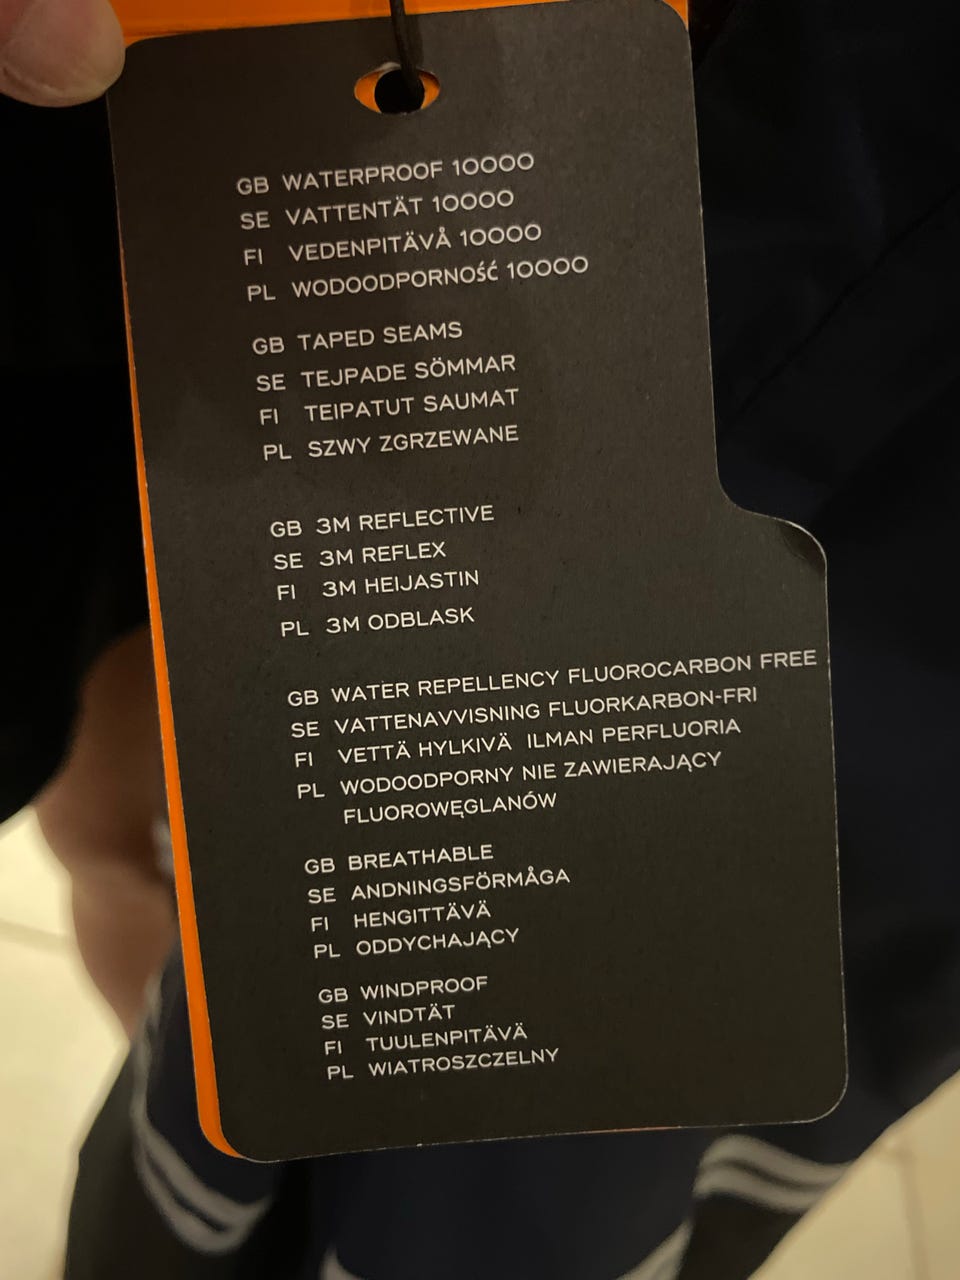 GB WATERPROOF 10000
SE VATTENTÄT 10000
FI VEDENPITÄVÅ 10000
PL WODOODPORNOŚĆ 10000
GB TAPED SEAMS
SE TEJPADE SÖMMAR
FI TEIPATUT SAUMAT
PL SZWY ZGRZEWANE
GB 3M REFLECTIVE
SE 3M REFLEX
FI 3M HEIJASTIN
PL 3M ODBLASK
GB WATER REPELLENCY FLUOROCARBON FREE
SE VATTENAVVISNING FLUORKARBON-FRI
FI VETTÄ HYLKIVÄ ILMAN PERFLUORIA
PL WODOODPORNY NIE ZAWIERAJĄCY
FLUOROWĘGLANÓW
GB BREATHABLE
SE ANDNINGSFÖRMÅGA
FI HENGITTÄVÄ
PL ODDYCHAJĄCY
GB WINDPROOF
SE VINDTÄT
FI TUULENPITÄVÄ
PL WIATROSZCZELNY